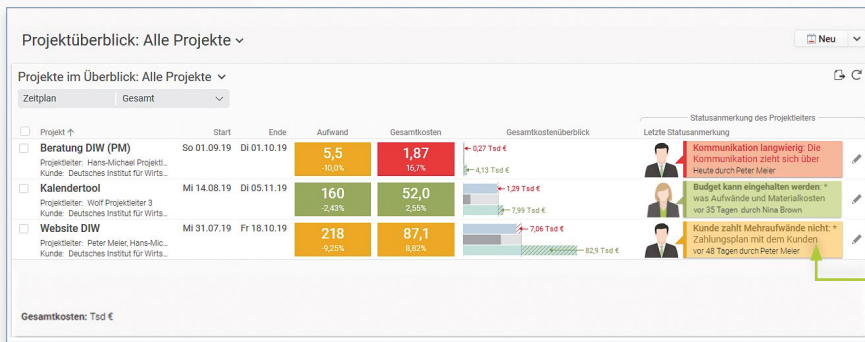 Projektüberblick: Alle Projekte
Neu
Projekte im Überblick: Alle Projekte
Zeitplan Gesamt
Statusanmerkung des Projektleiters
Projekt ↑ Start Ende Aufwand Gesamtkosten Gesamtkostenüberblick Letzte Statusanmerkung
Beratung DIW (PM) So 01.09.19 Di 01.10.19 5,5 1,87 0,27 Tsd € Kommunikation langwierig: Die
Projektleiter: Hans-Michael Projektl... -10,0% 16,7% 4,13 Tsd € Kommunikation zieht sich über
Kunde: Deutsches Institut für Wirts... Heute durch Peter Meier
Kalendertool Mi 14.08.19 Di 05.11.19 160 52,0 1,29 Tsd € Budget kann eingehalten werden: *
Projektleiter: Wolf Projektleiter 3 -2,43% 2,55% 7,99 Tsd € was Aufwände und Materialkosten
Kunde: Deutsches Institut für Wirts... vor 35 Tagen durch Nina Brown
Website DIW Mi 31.07.19 Fr 18.10.19 218 87,1 7,06 Tsd € Kunde zahlt Mehraufwände nicht: *
Projektleiter: Peter Meier, Hans-Mic... -9,25% 8,82% 82,9 Tsd € Zahlungsplan mit dem Kunden
Kunde: Deutsches Institut für Wirts... vor 48 Tagen durch Peter Meier
Gesamtkosten: Tsd €